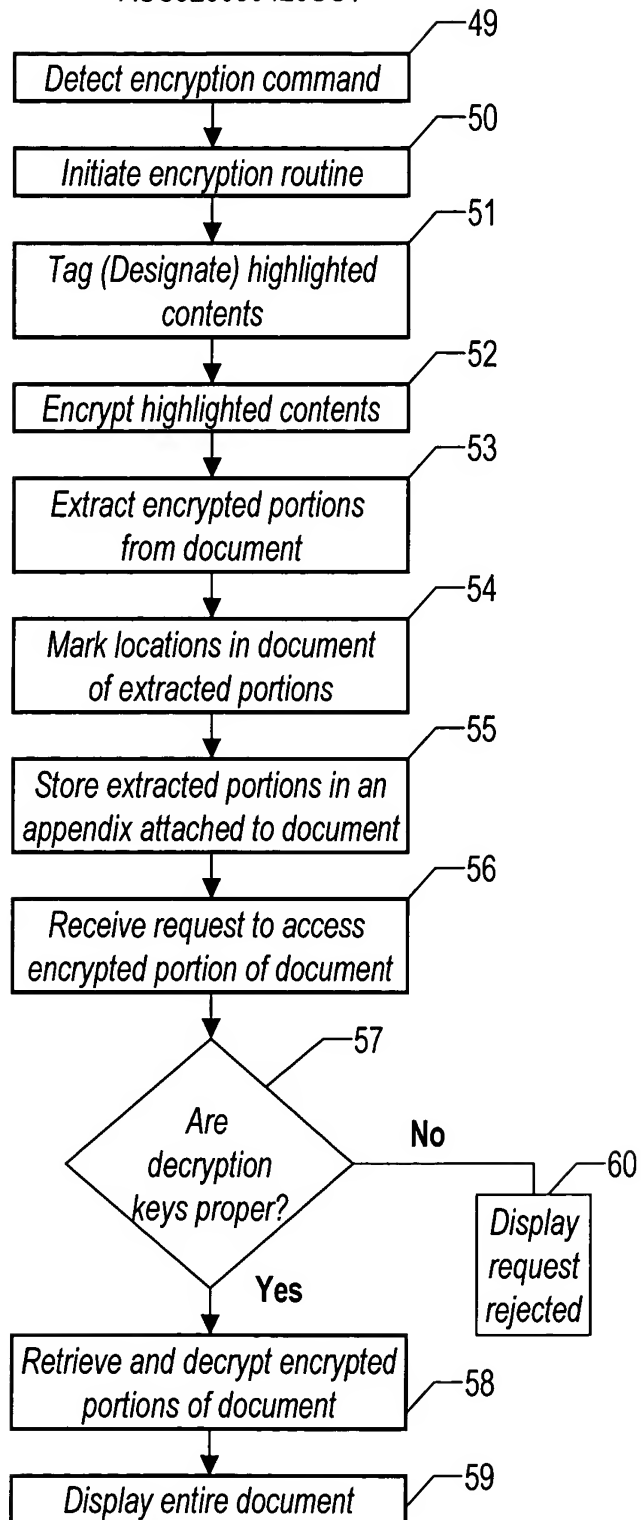 49
Detect encryption command
50
Initiate encryption routine
51
Tag (Designate) highlighted
contents
52
Encrypt highlighted contents
53
Extract encrypted portions
from document
54
Mark locations in document
of extracted portions
55
Store extracted portions in an
appendix attached to document
56
Receive request to access
encrypted portion of document
57
Are
decryption
keys proper?
No
60
Display
request
rejected
Yes
Retrieve and decrypt encrypted
portions of document
58
59
Display entire document